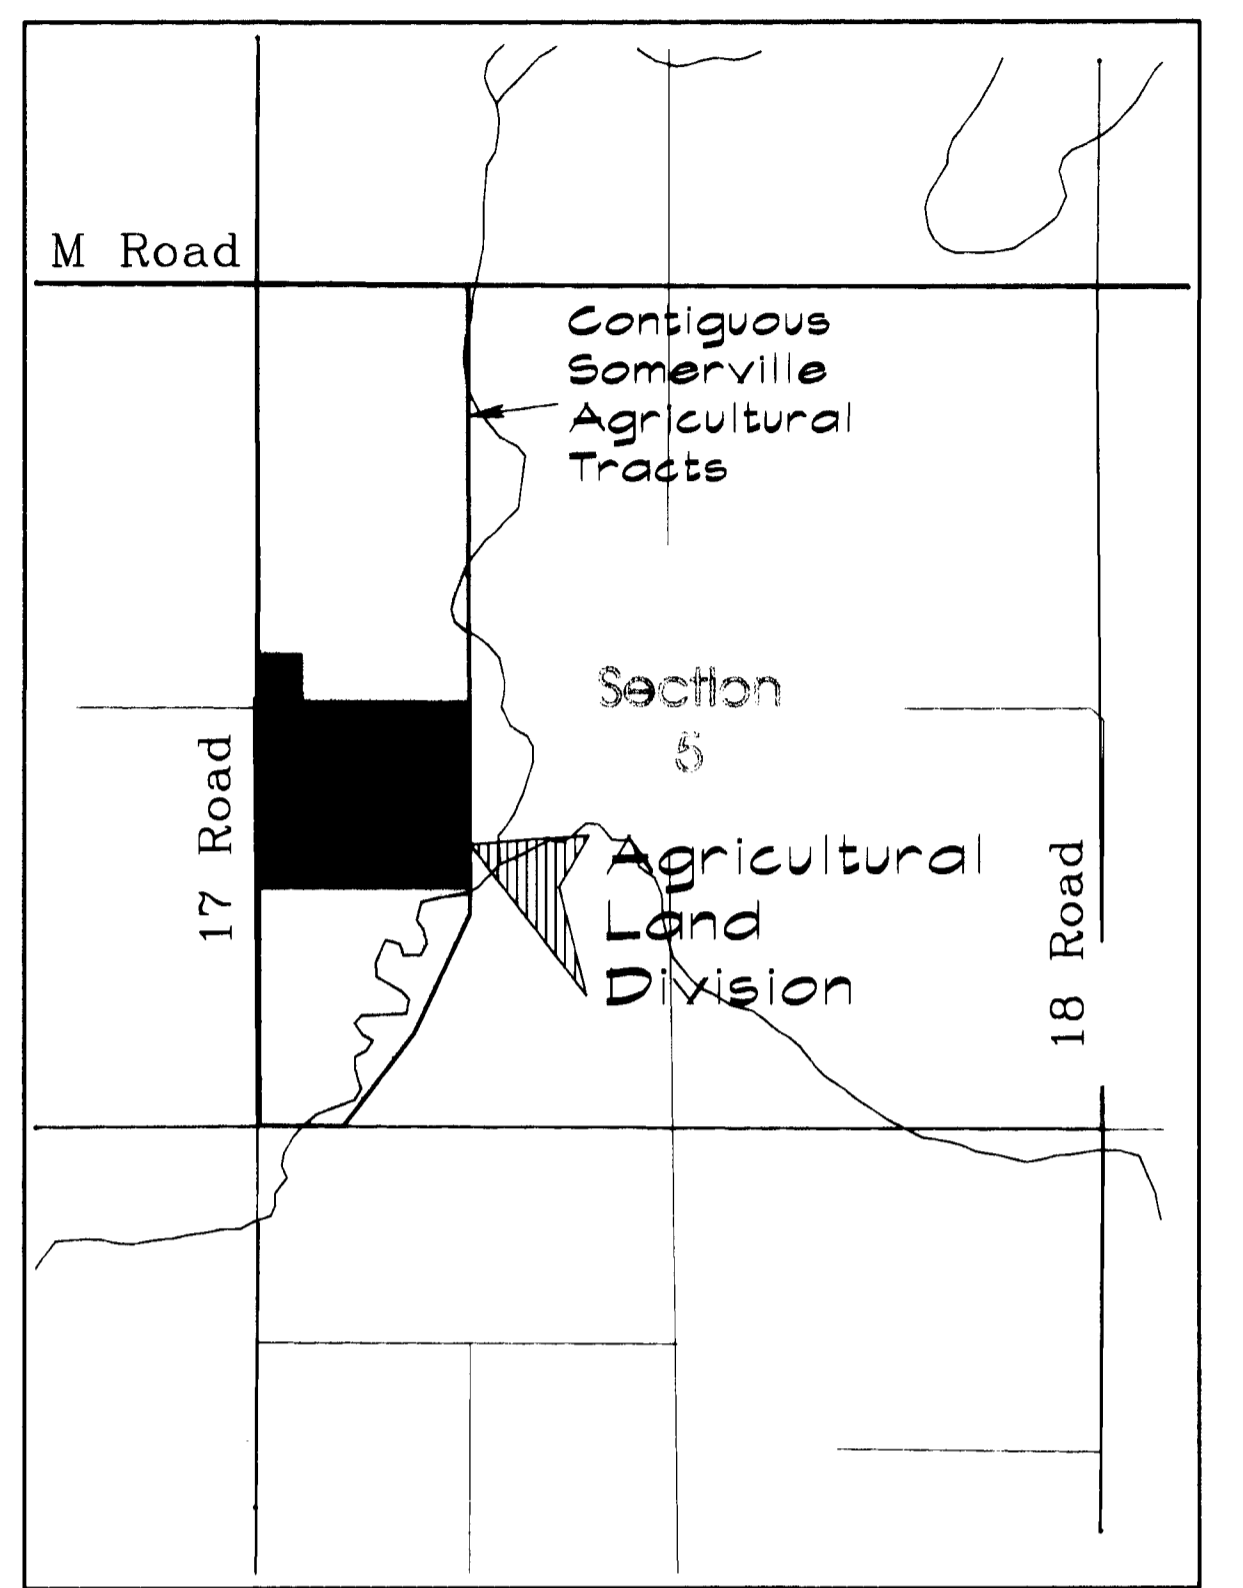 M Road
Contiguous
Somerville
Agricultural
Tracts
Section
5
17 Road
Agricultural
Land
Division
18 Road